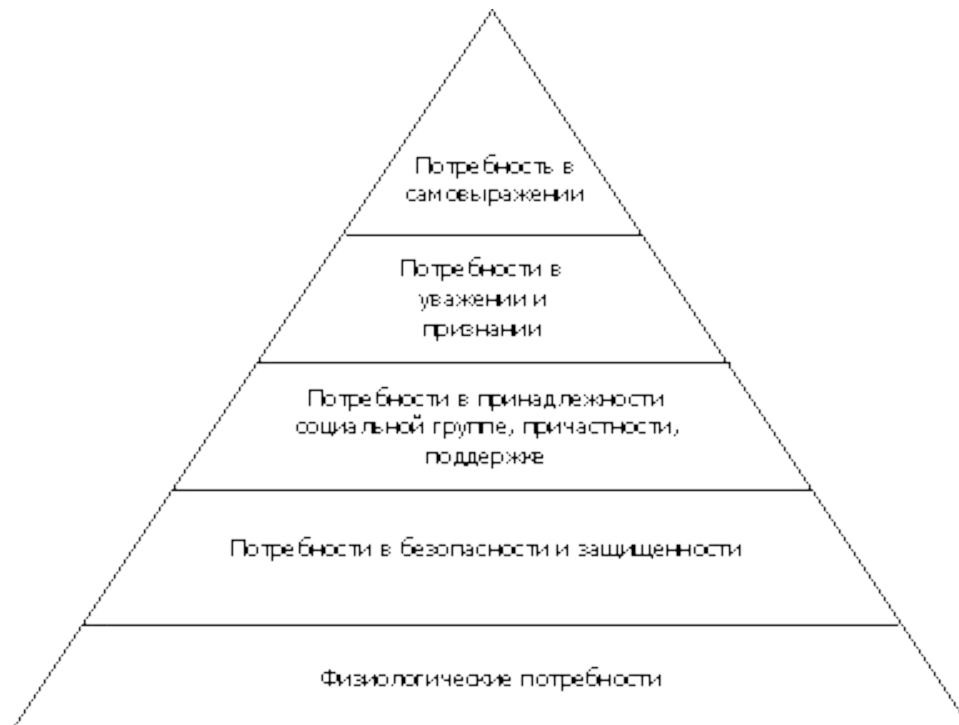 Потребность в
самовыражении
Потребности в
уважении и
признании
Потребности в принадлежности
социальной группе, причастности,
поддержке
Потребности в безопасности и защищенности
Физиологические потребности